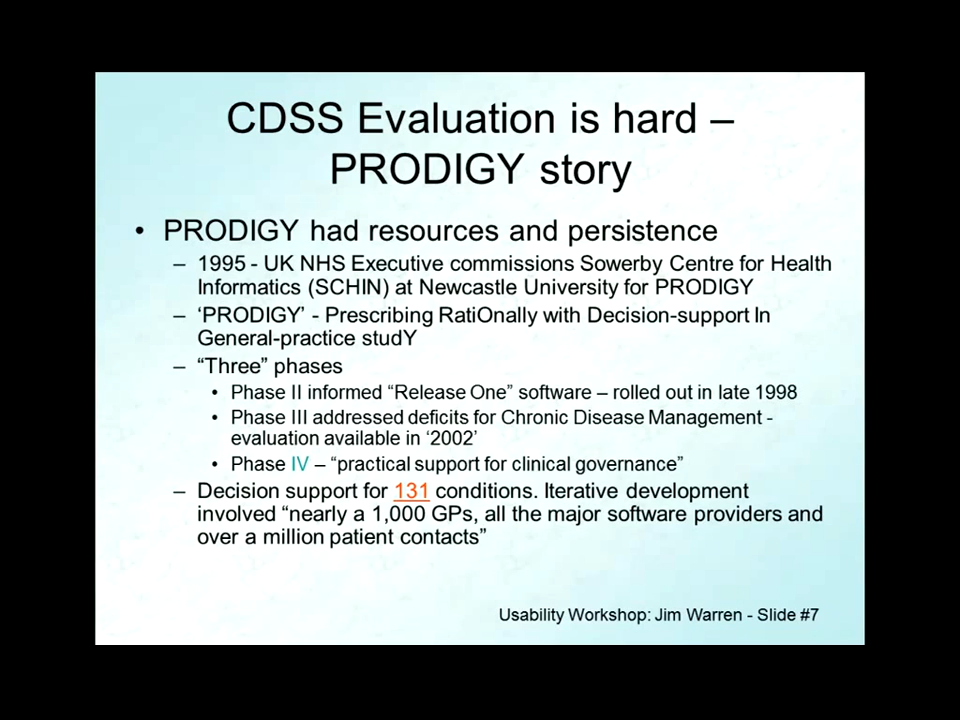 CDSS Evaluation is hard –
PRODIGY story
• PRODIGY had resources and persistence
– 1995 - UK NHS Executive commissions Sowerby Centre for Health
Informatics (SCHIN) at Newcastle University for PRODIGY
– ‘PRODIGY’ - Prescribing RatiOnally with Decision-support In
General-practice studY
– “Three” phases
• Phase II informed “Release One” software – rolled out in late 1998
• Phase III addressed deficits for Chronic Disease Management -
evaluation available in ‘2002’
• Phase IV – “practical support for clinical governance”
– Decision support for 131 conditions. Iterative development
involved “nearly a 1,000 GPs, all the major software providers and
over a million patient contacts”
Usability Workshop: Jim Warren - Slide #7